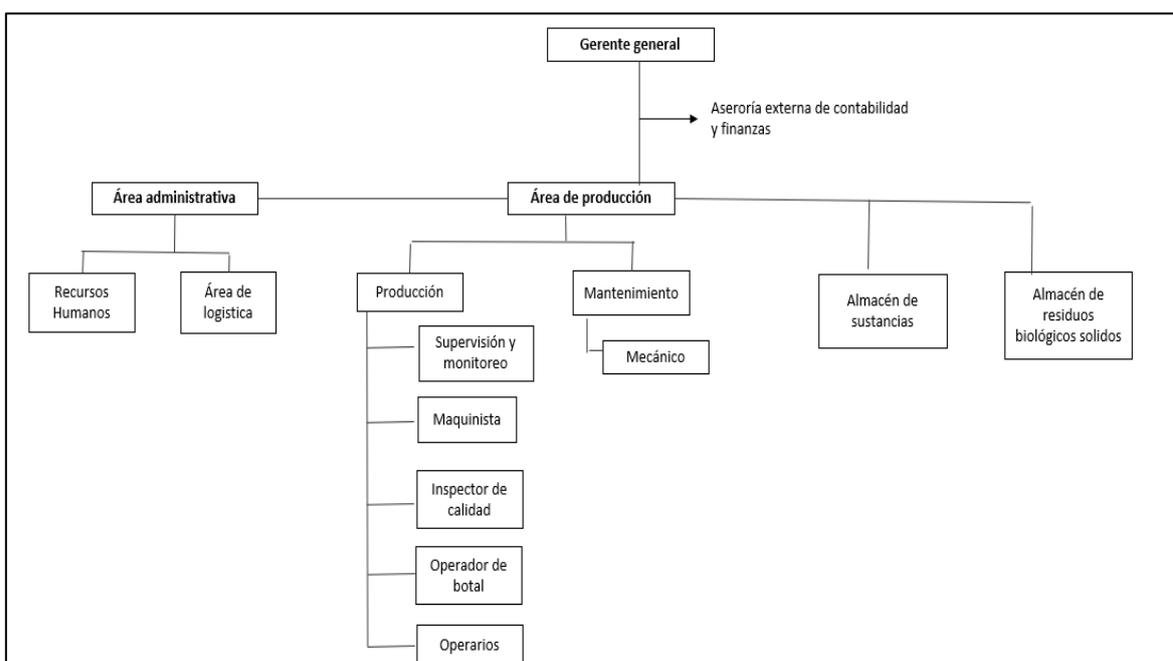 Gerente general
Aseroría externa de contabilidad
y finanzas
Área administrativa
Área de producción
Recursos
Humanos
Área de
logistica
Producción
Mantenimiento
Almacén de
sustancias
Almacén de
residuos
biológicos solidos
Supervisión y
monitoreo
Mecánico
Maquinista
Inspector de
calidad
Operador de
botal
Operarios